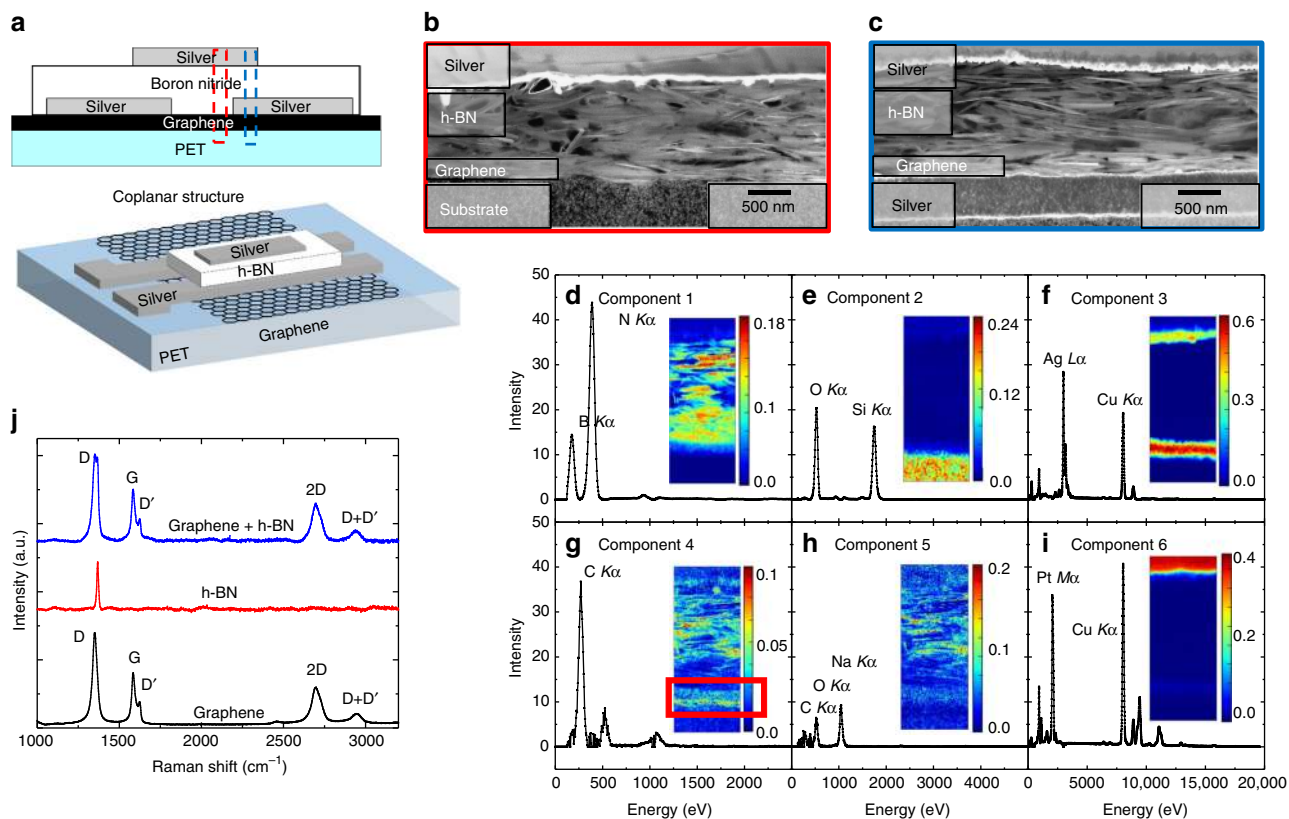 a
Silver
Boron nitride
Silver
Silver
Graphene
PET
Coplanar structure
Silver
h-BN
Silver
Graphene
PET
b
Silver
h-BN
Graphene
Substrate
500 nm
c
Silver
h-BN
Graphene
Silver
500 nm
d
Component 1
N Kα
B Kα
0.18
0.1
0.0
50
40
30
20
10
0
Intensity
e
Component 2
O Kα
Si Kα
0.24
0.12
0.0
f
Component 3
Ag Lα
Cu Kα
0.6
0.4
0.2
0.0
g
Component 4
C Kα
0.1
0.05
0.0
50
40
30
20
10
0
Intensity
0
500
1000
1500
2000
Energy (eV)
h
Component 5
Na Kα
O Kα
C Kα
0.2
0.1
0.0
0
1000
2000
3000
4000
5000
Energy (eV)
i
Component 6
Pt Mα
Cu Kα
0.4
0.2
0.0
0
5000
10,000
15,000
20,000
Energy (eV)
j
D
G
D′
2D
D+D′
Graphene + h-BN
h-BN
D
G
D′
2D
D+D′
Graphene
Intensity (a.u.)
1000
1500
2000
2500
3000
Raman shift (cm⁻¹)